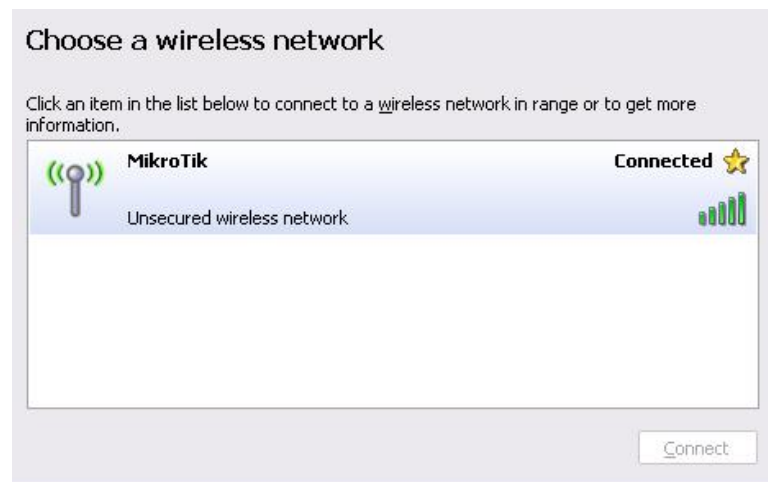 Choose a wireless network
Click an item in the list below to connect to a wireless network in range or to get more
information.
MikroTik
Connected
Unsecured wireless network
Connect